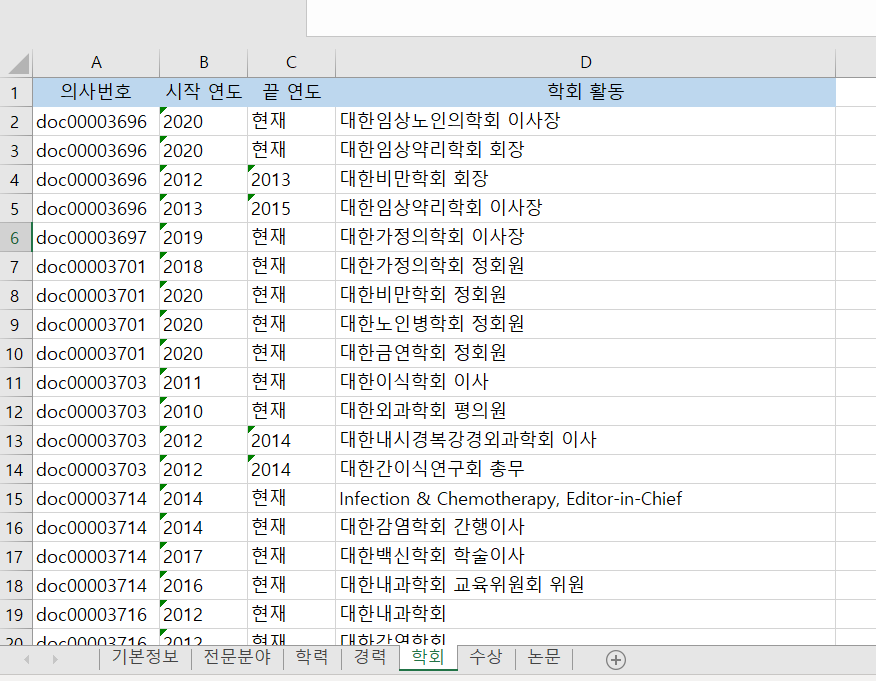 A B C D
1 의사번호 시작 연도 끝 연도 학회 활동
2 doc00003696 2020 현재 대한임상노인의학회 이사장
3 doc00003696 2020 현재 대한임상약리학회 회장
4 doc00003696 2012 2013 대한비만학회 회장
5 doc00003696 2013 2015 대한임상약리학회 이사장
6 doc00003697 2019 현재 대한가정의학회 이사장
7 doc00003701 2018 현재 대한가정의학회 정회원
8 doc00003701 2020 현재 대한비만학회 정회원
9 doc00003701 2020 현재 대한노인병학회 정회원
10 doc00003701 2020 현재 대한금연학회 정회원
11 doc00003703 2011 현재 대한이식학회 이사
12 doc00003703 2010 현재 대한외과학회 평의원
13 doc00003703 2012 2014 대한내시경복강경외과학회 이사
14 doc00003703 2012 2014 대한간이식연구회 총무
15 doc00003714 2014 현재 Infection & Chemotherapy, Editor-in-Chief
16 doc00003714 2014 현재 대한감염학회 간행이사
17 doc00003714 2017 현재 대한백신학회 학술이사
18 doc00003714 2016 현재 대한내과학회 교육위원회 위원
19 doc00003716 2012 현재 대한내과학회
20 doc00003716 2012 현재 대한감염학회
기본정보 전문분야 학력 경력 학회 수상 논문